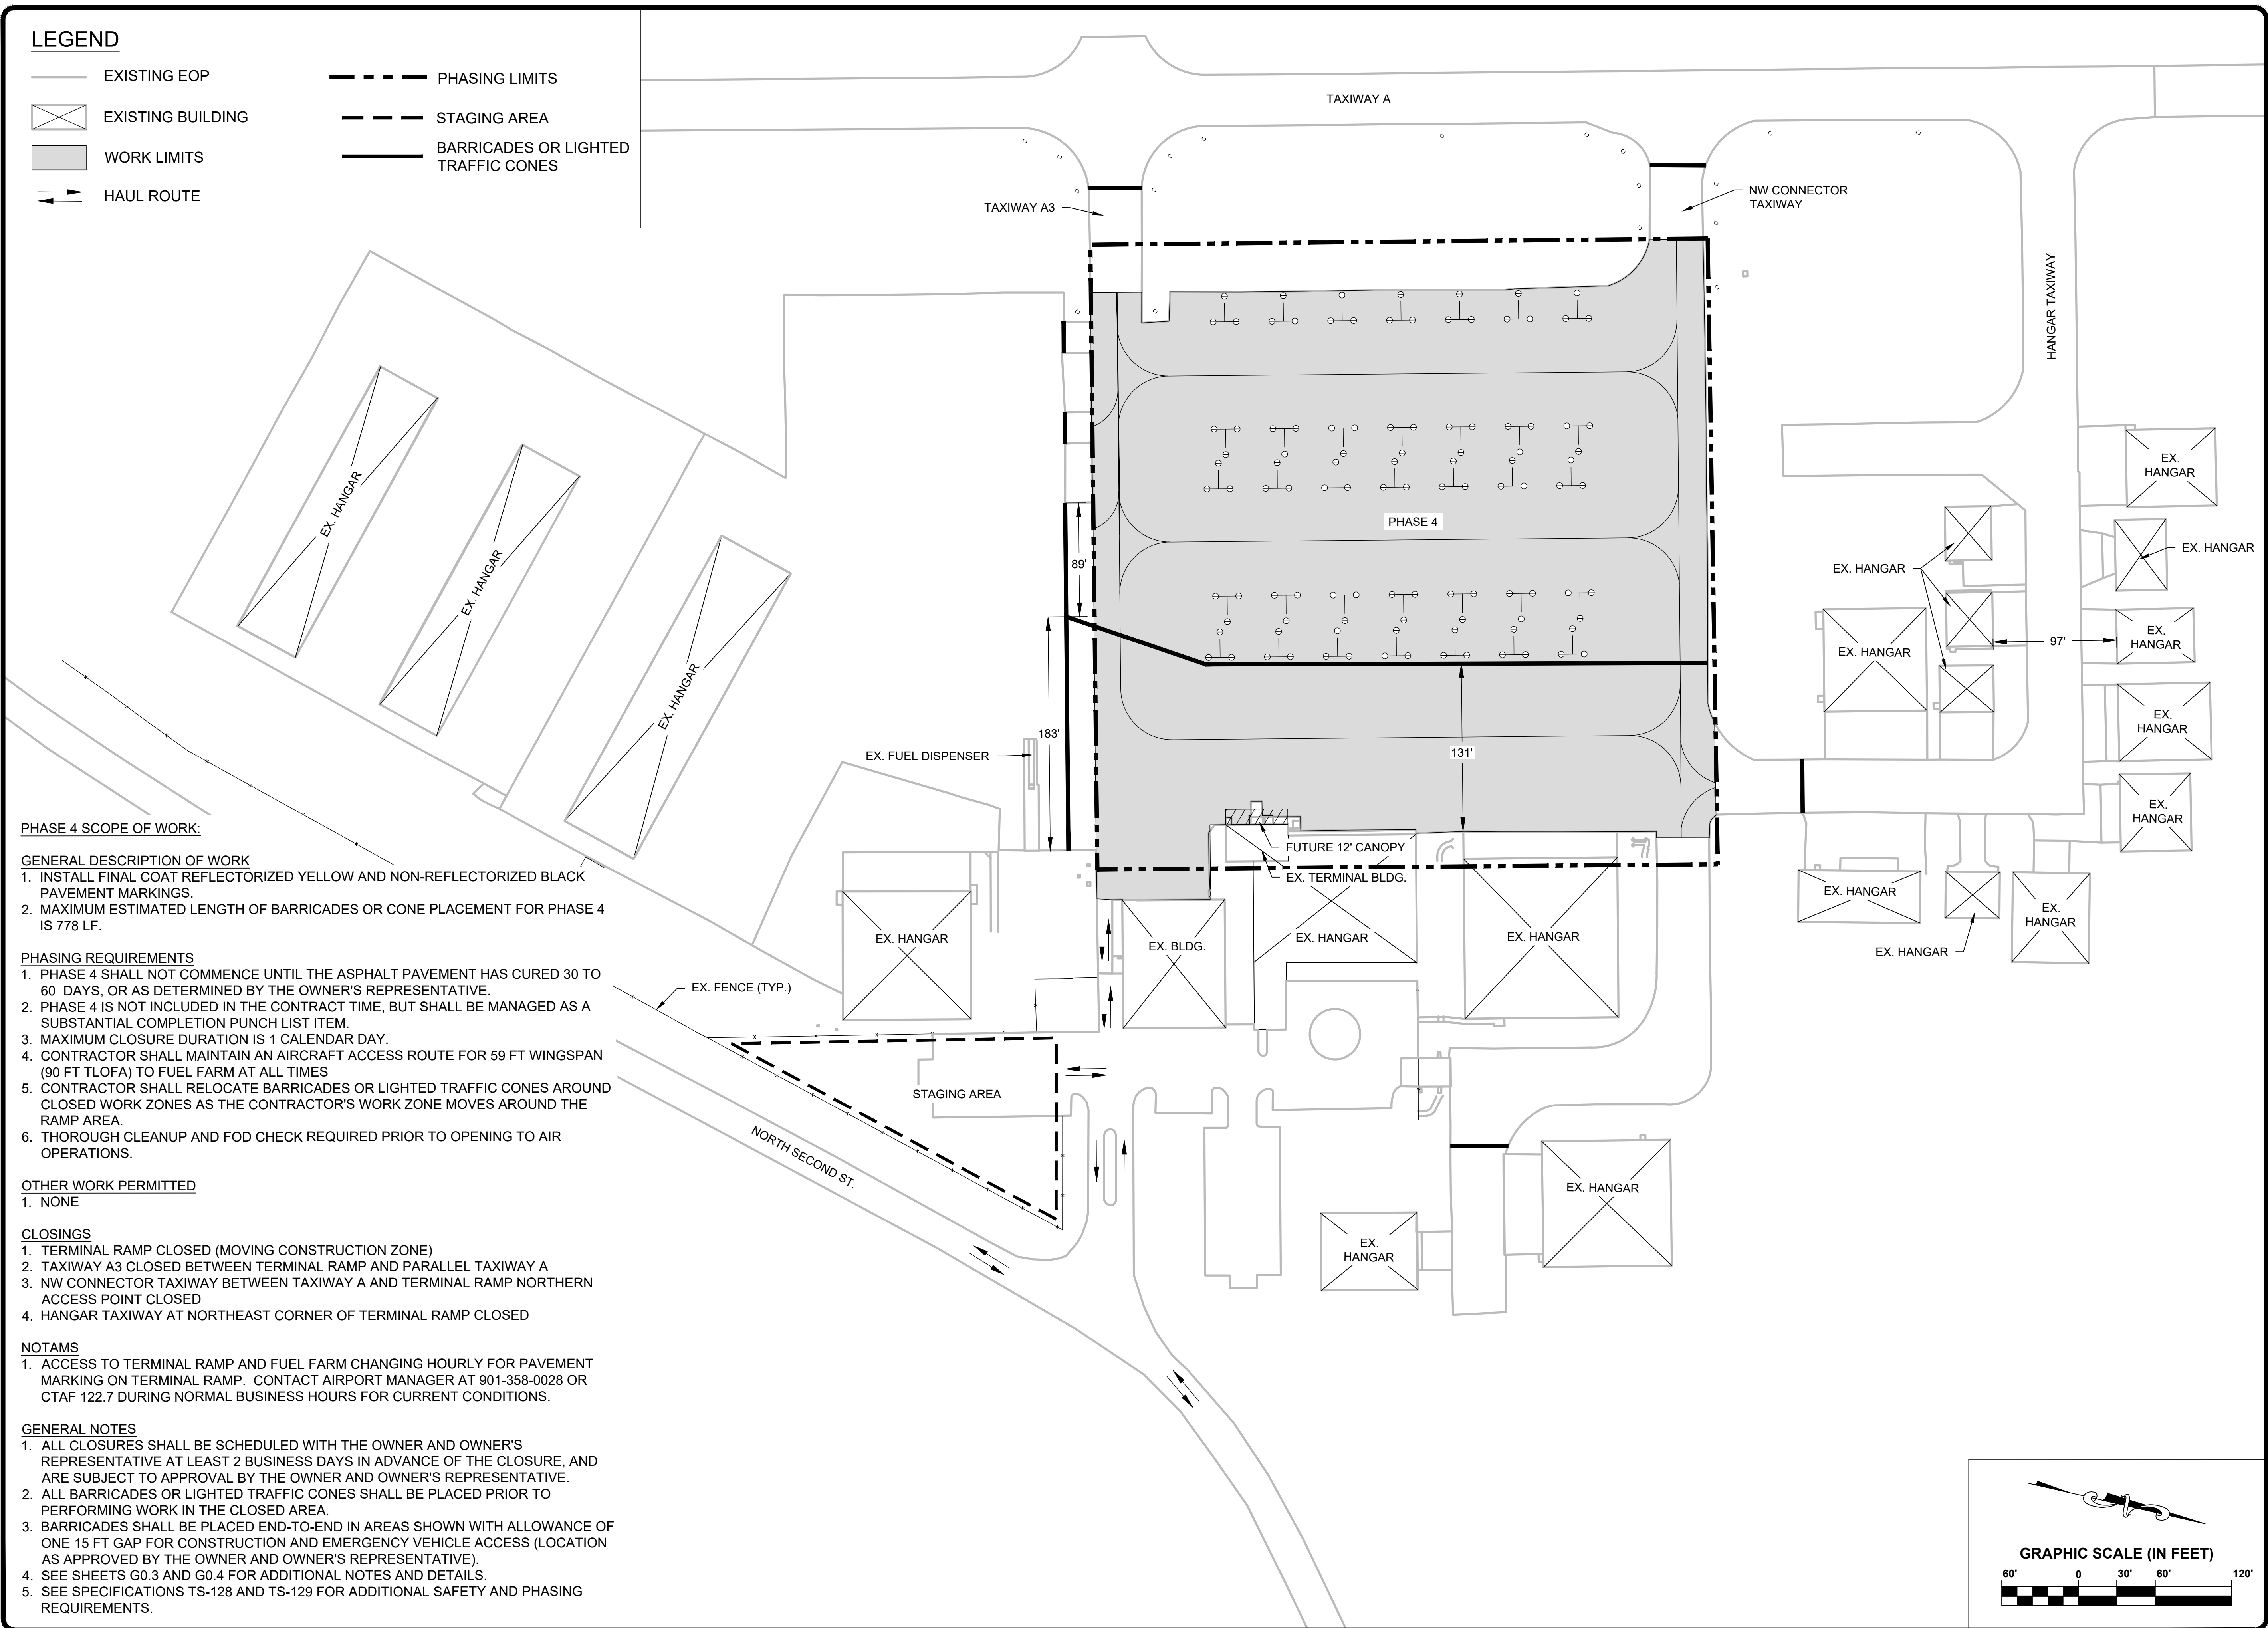 LEGEND
EXISTING EOP
EXISTING BUILDING
WORK LIMITS
HAUL ROUTE
PHASING LIMITS
STAGING AREA
BARRICADES OR LIGHTED
TRAFFIC CONES
TAXIWAY A
TAXIWAY A3
NW CONNECTOR
TAXIWAY
HANGAR TAXIWAY
EX. HANGAR
EX. HANGAR
EX. HANGAR
PHASE 4
89'
183'
131'
97'
EX. FUEL DISPENSER
EX.
HANGAR
EX. HANGAR
EX. HANGAR
EX. HANGAR
EX.
HANGAR
EX.
HANGAR
EX.
HANGAR
EX. HANGAR
EX. HANGAR
EX.
HANGAR
FUTURE 12' CANOPY
EX. TERMINAL BLDG.
EX. HANGAR
EX. BLDG.
EX. HANGAR
EX. HANGAR
EX. FENCE (TYP.)
STAGING AREA
NORTH SECOND ST.
EX. HANGAR
EX.
HANGAR
PHASE 4 SCOPE OF WORK:
GENERAL DESCRIPTION OF WORK
1. INSTALL FINAL COAT REFLECTORIZED YELLOW AND NON-REFLECTORIZED BLACK
PAVEMENT MARKINGS.
2. MAXIMUM ESTIMATED LENGTH OF BARRICADES OR CONE PLACEMENT FOR PHASE 4
IS 778 LF.
PHASING REQUIREMENTS
1. PHASE 4 SHALL NOT COMMENCE UNTIL THE ASPHALT PAVEMENT HAS CURED 30 TO
60 DAYS, OR AS DETERMINED BY THE OWNER'S REPRESENTATIVE.
2. PHASE 4 IS NOT INCLUDED IN THE CONTRACT TIME, BUT SHALL BE MANAGED AS A
SUBSTANTIAL COMPLETION PUNCH LIST ITEM.
3. MAXIMUM CLOSURE DURATION IS 1 CALENDAR DAY.
4. CONTRACTOR SHALL MAINTAIN AN AIRCRAFT ACCESS ROUTE FOR 59 FT WINGSPAN
(90 FT TLOFA) TO FUEL FARM AT ALL TIMES
5. CONTRACTOR SHALL RELOCATE BARRICADES OR LIGHTED TRAFFIC CONES AROUND
CLOSED WORK ZONES AS THE CONTRACTOR'S WORK ZONE MOVES AROUND THE
RAMP AREA.
6. THOROUGH CLEANUP AND FOD CHECK REQUIRED PRIOR TO OPENING TO AIR
OPERATIONS.
OTHER WORK PERMITTED
1. NONE
CLOSINGS
1. TERMINAL RAMP CLOSED (MOVING CONSTRUCTION ZONE)
2. TAXIWAY A3 CLOSED BETWEEN TERMINAL RAMP AND PARALLEL TAXIWAY A
3. NW CONNECTOR TAXIWAY BETWEEN TAXIWAY A AND TERMINAL RAMP NORTHERN
ACCESS POINT CLOSED
4. HANGAR TAXIWAY AT NORTHEAST CORNER OF TERMINAL RAMP CLOSED
NOTAMS
1. ACCESS TO TERMINAL RAMP AND FUEL FARM CHANGING HOURLY FOR PAVEMENT
MARKING ON TERMINAL RAMP. CONTACT AIRPORT MANAGER AT 901-358-0028 OR
CTAF 122.7 DURING NORMAL BUSINESS HOURS FOR CURRENT CONDITIONS.
GENERAL NOTES
1. ALL CLOSURES SHALL BE SCHEDULED WITH THE OWNER AND OWNER'S
REPRESENTATIVE AT LEAST 2 BUSINESS DAYS IN ADVANCE OF THE CLOSURE, AND
ARE SUBJECT TO APPROVAL BY THE OWNER AND OWNER'S REPRESENTATIVE.
2. ALL BARRICADES OR LIGHTED TRAFFIC CONES SHALL BE PLACED PRIOR TO
PERFORMING WORK IN THE CLOSED AREA.
3. BARRICADES SHALL BE PLACED END-TO-END IN AREAS SHOWN WITH ALLOWANCE OF
ONE 15 FT GAP FOR CONSTRUCTION AND EMERGENCY VEHICLE ACCESS (LOCATION
AS APPROVED BY THE OWNER AND OWNER'S REPRESENTATIVE).
4. SEE SHEETS G0.3 AND G0.4 FOR ADDITIONAL NOTES AND DETAILS.
5. SEE SPECIFICATIONS TS-128 AND TS-129 FOR ADDITIONAL SAFETY AND PHASING
REQUIREMENTS.
GRAPHIC SCALE (IN FEET)
60' 0 30' 60' 120'